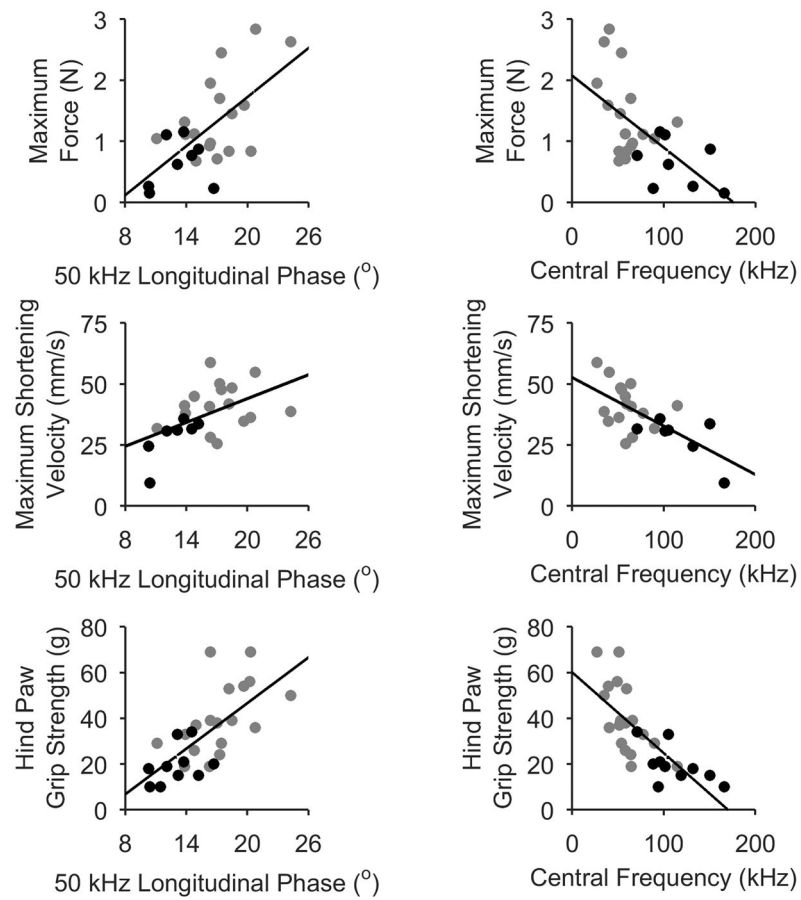 Maximum
Force (N)
3
2
1
0
8 14 20 26
50 kHz Longitudinal Phase (o)
Maximum
Force (N)
3
2
1
0
0 100 200
Central Frequency (kHz)
Maximum Shortening
Velocity (mm/s)
75
50
25
0
8 14 20 26
50 kHz Longitudinal Phase (o)
Maximum Shortening
Velocity (mm/s)
75
50
25
0
0 100 200
Central Frequency (kHz)
Hind Paw
Grip Strength (g)
80
60
40
20
0
8 14 20 26
50 kHz Longitudinal Phase (o)
Hind Paw
Grip Strength (g)
80
60
40
20
0
0 100 200
Central Frequency (kHz)